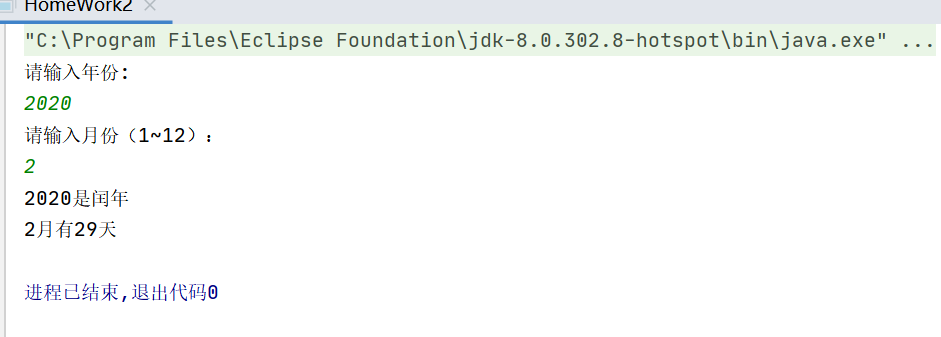 HomeWork2
"C:\Program Files\Eclipse Foundation\jdk-8.0.302.8-hotspot\bin\java.exe" ...
请输入年份:
2020
请输入月份（1~12）：
2
2020是闰年
2月有29天
进程已结束,退出代码0